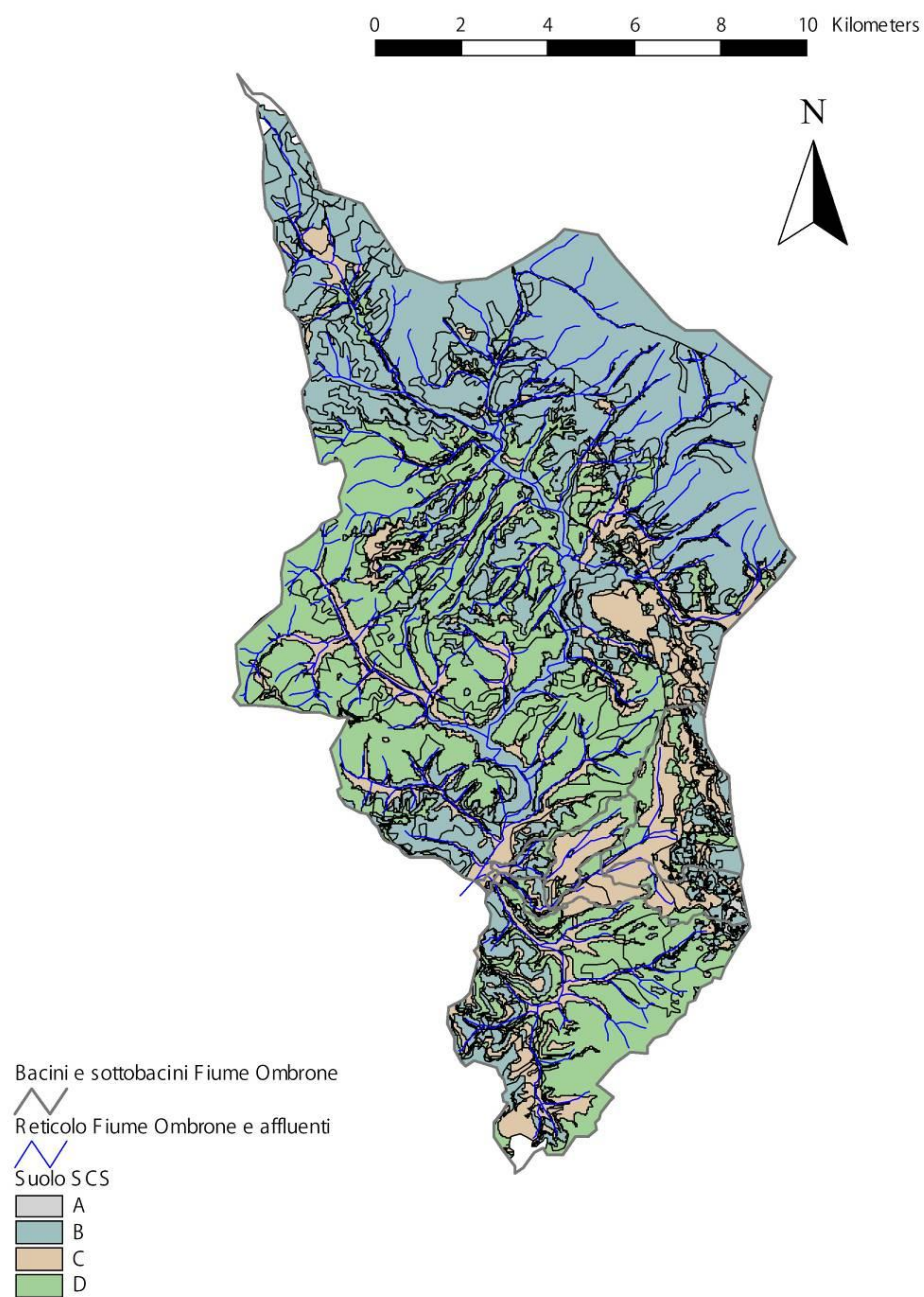 0 2 4 6 8 10 Kilometers
N
Bacini e sottobacini Fiume Ombrone
Reticolo Fiume Ombrone e affluenti
Suolo SCS
A
B
C
D